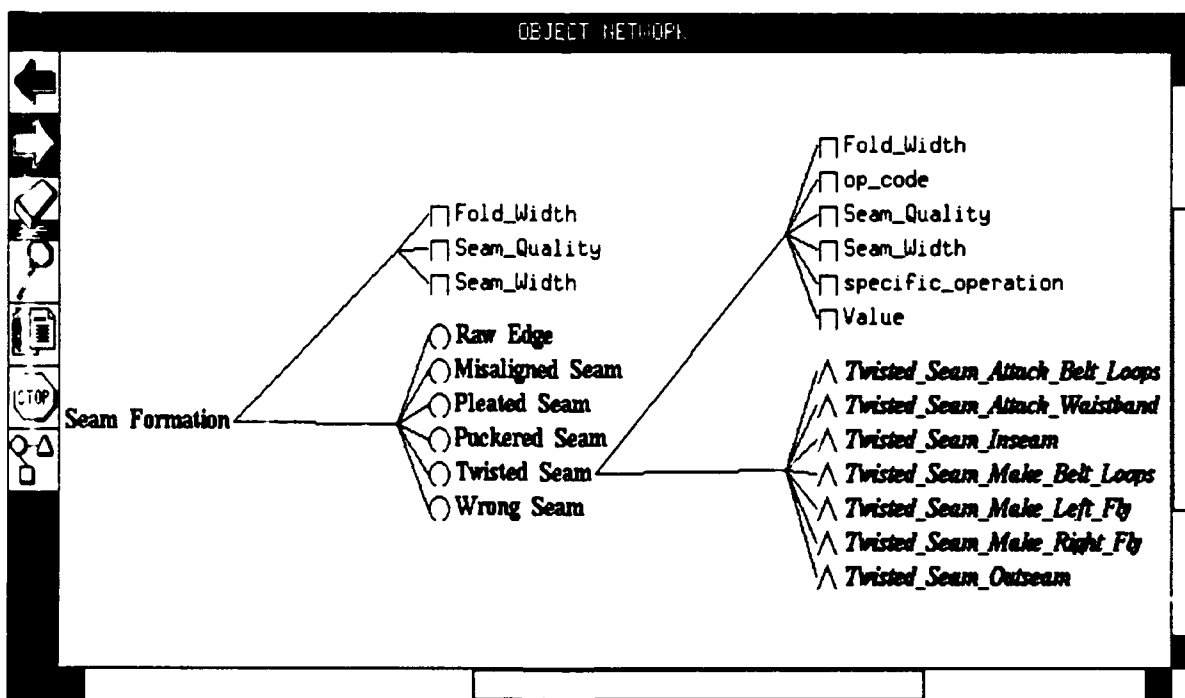 OBJECT NETWORK
STOP
Seam Formation
Fold_Width
Seam_Quality
Seam_Width
Raw Edge
Misaligned Seam
Pleated Seam
Puckered Seam
Twisted Seam
Wrong Seam
Fold_Width
op_code
Seam_Quality
Seam_Width
specific_operation
Value
Twisted_Seam_Attach_Belt_Loops
Twisted_Seam_Attach_Waistband
Twisted_Seam_Inseam
Twisted_Seam_Make_Belt_Loops
Twisted_Seam_Make_Left_Fly
Twisted_Seam_Make_Right_Fly
Twisted_Seam_Outseam